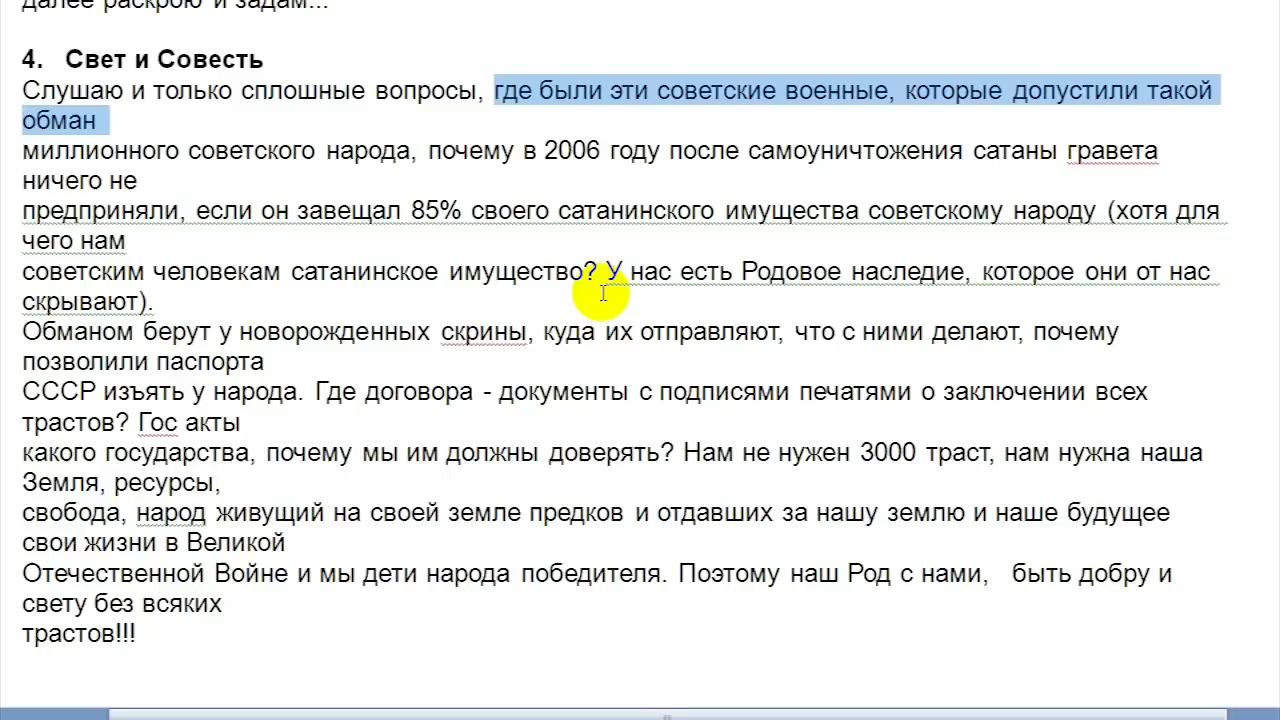 далее раскрою и задам...
4. Свет и Совесть
Слушаю и только сплошные вопросы, где были эти советские военные, которые допустили такой
обман
миллионного советского народа, почему в 2006 году после самоуничтожения сатаны гравета
ничего не
предприняли, если он завещал 85% своего сатанинского имущества советскому народу (хотя для
чего нам
советским человекам сатанинское имущество? У нас есть Родовое наследие, которое они от нас
скрывают).
Обманом берут у новорожденных скрины, куда их отправляют, что с ними делают, почему
позволили паспорта
СССР изъять у народа. Где договора - документы с подписями печатями о заключении всех
трастов? Гос акты
какого государства, почему мы им должны доверять? Нам не нужен 3000 траст, нам нужна наша
Земля, ресурсы,
свобода, народ живущий на своей земле предков и отдавших за нашу землю и наше будущее
свои жизни в Великой
Отечественной Войне и мы дети народа победителя. Поэтому наш Род с нами, быть добру и
свету без всяких
трастов!!!